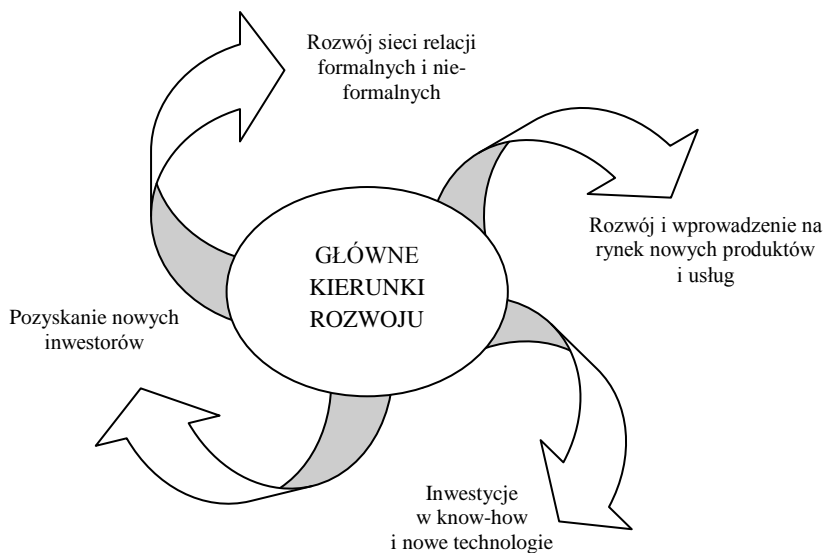 Rozwój sieci relacji
formalnych i nie-
formalnych
Rozwój i wprowadzenie na
rynek nowych produktów
i usług
GŁÓWNE
KIERUNKI
ROZWOJU
Pozyskanie nowych
inwestorów
Inwestycje
w know-how
i nowe technologie